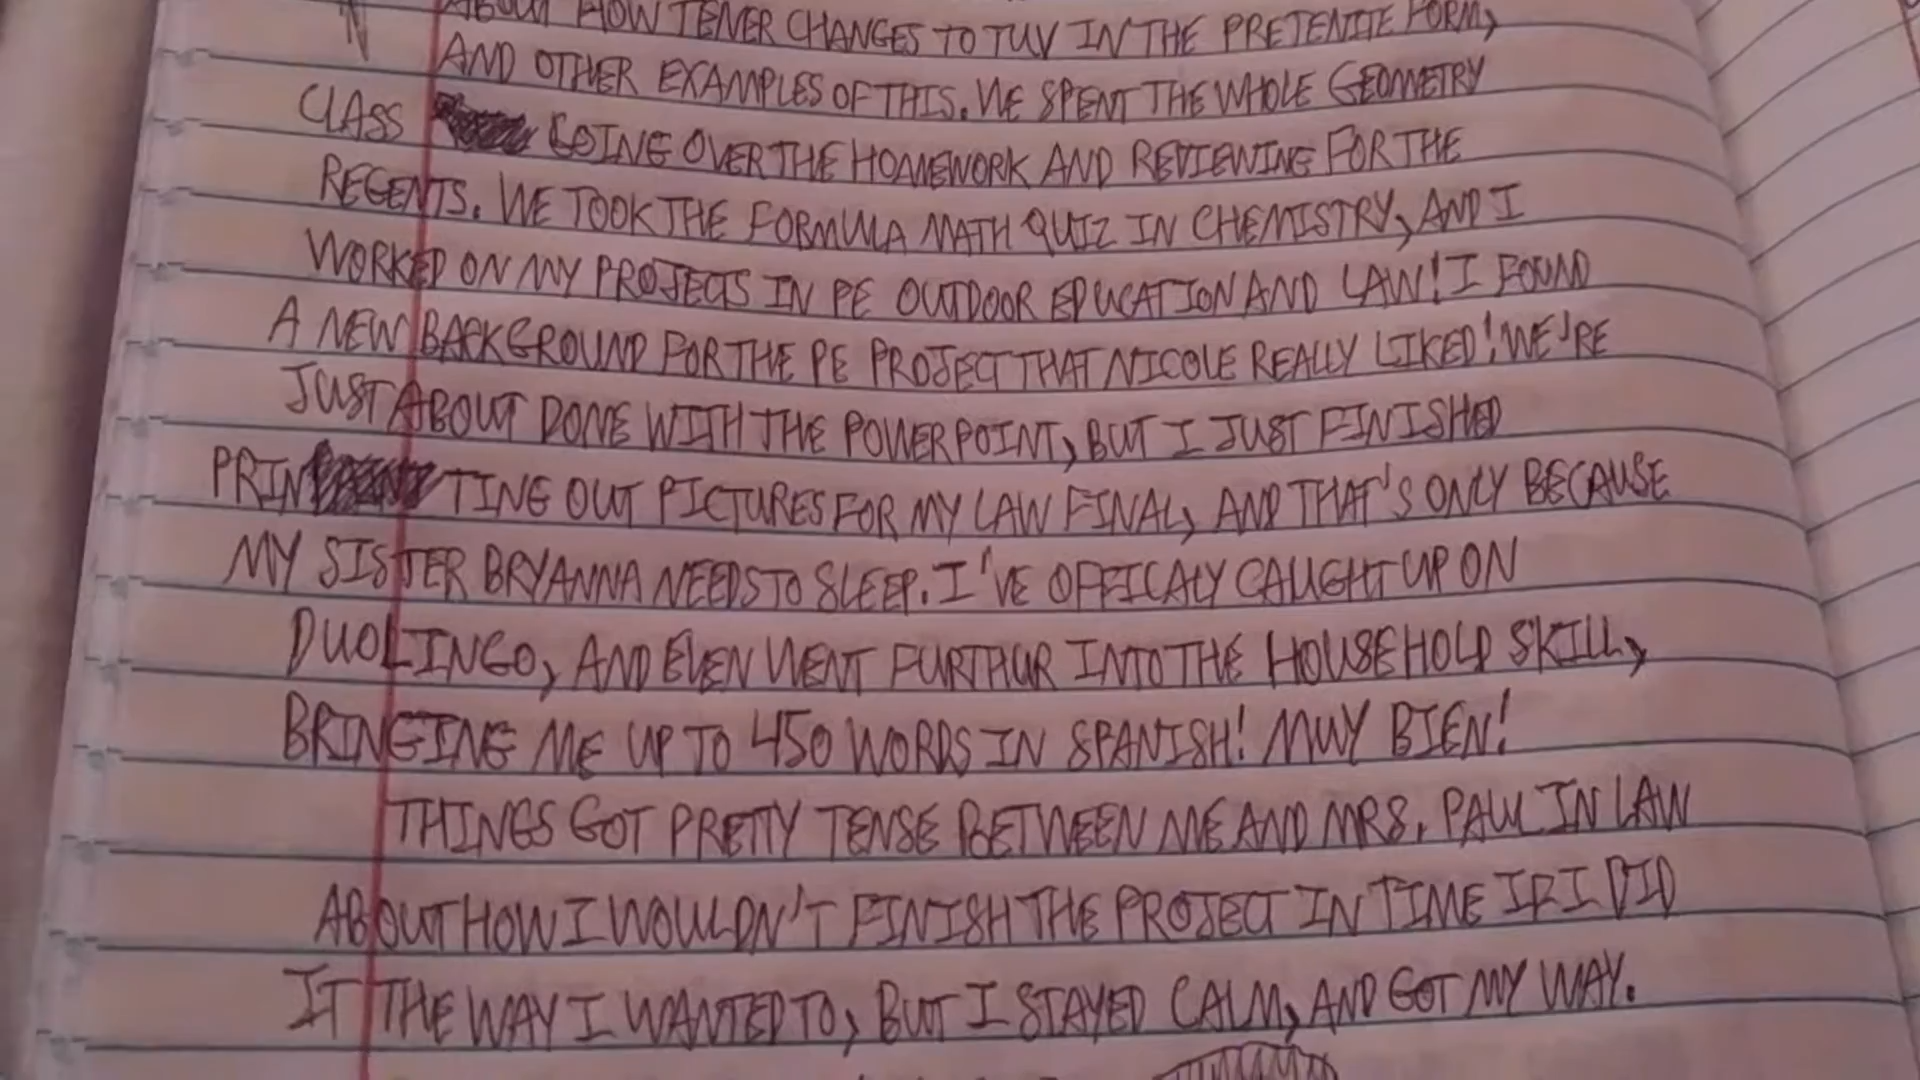 ABOUT HOW TENER CHANGES TO TUV IN THE PRETENITE FORM,
AND OTHER EXAMPLES OF THIS. WE SPENT THE WHOLE GEOMETRY
CLASS GOING OVER THE HOMEWORK AND REVIEWING FOR THE
REGENTS. WE TOOK THE FORMULA MATH QUIZ IN CHEMISTRY, AND I
WORKED ON MY PROJECTS IN PE OUTDOOR EDUCATION AND LAW! I FOUND
A NEW BACKGROUND FOR THE PE PROJECT THAT NICOLE REALLY LIKED! WE'RE
JUST ABOUT DONE WITH THE POWERPOINT, BUT I JUST FINISHED
PRIN TING OUT PICTURES FOR MY LAW FINAL, AND THAT'S ONLY BECAUSE
MY SISTER BRYANNA NEEDS TO SLEEP. I'VE OFFICALY CAUGHT UP ON
DUOLINGO, AND EVEN WENT FURTHUR INTO THE HOUSEHOLD SKILL,
BRINGING ME UP TO 450 WORDS IN SPANISH! MUY BIEN!
THINGS GOT PRETTY TENSE BETWEEN ME AND MRS. PAUL IN LAW
ABOUT HOW I WOULDN'T FINISH THE PROJECT IN TIME IF I DID
IT THE WAY I WANTED TO, BUT I STAYED CALM, AND GOT MY WAY.